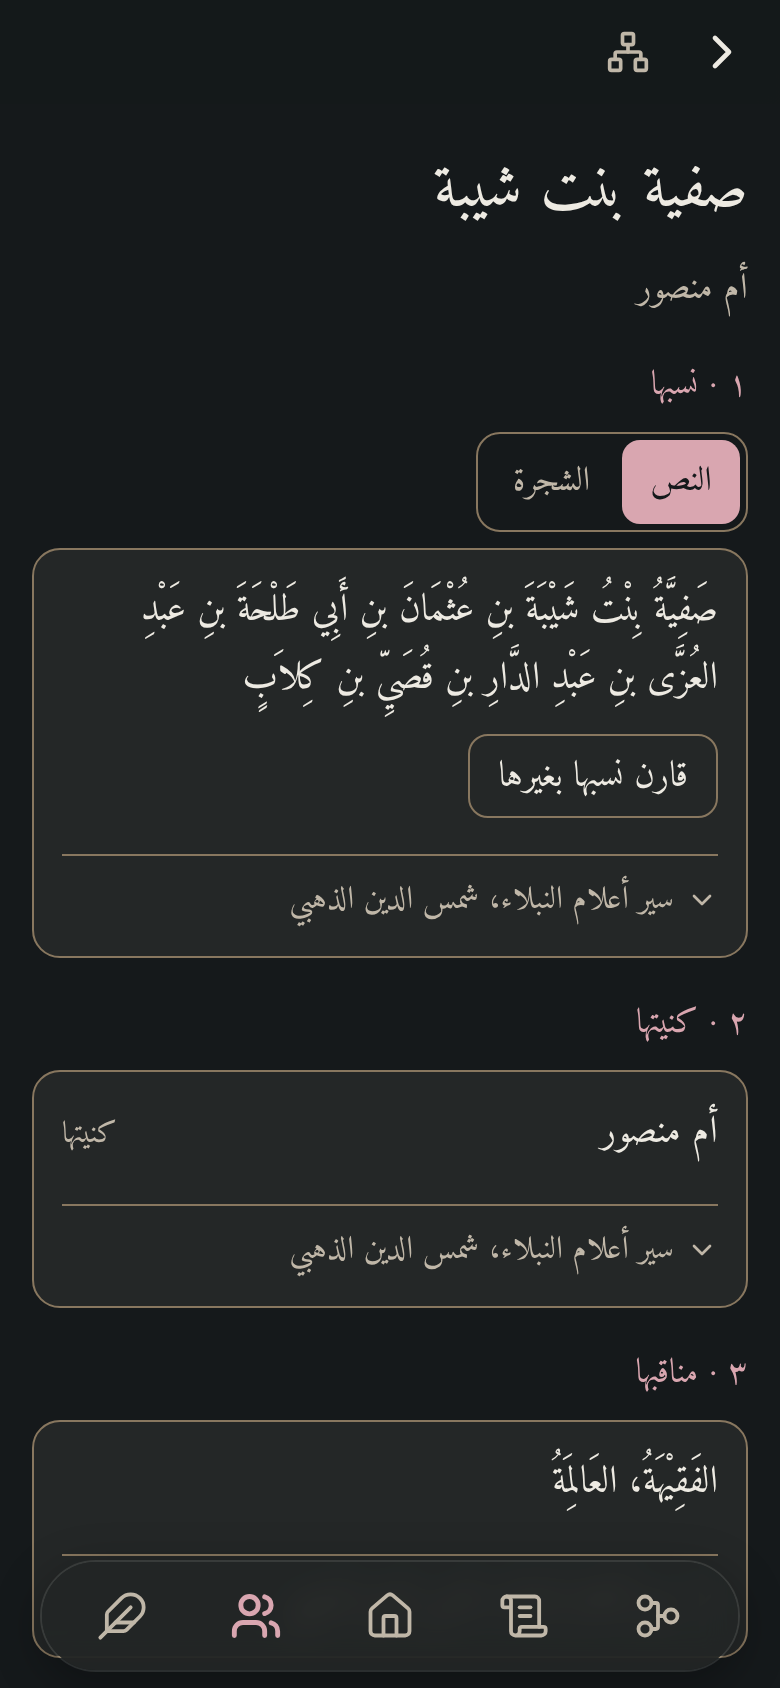 صفية بنت شيبة
أم منصور
١ · نسبها
النص
الشجرة
صَفِيَّةُ بِنْتُ شَيْبَةَ بنِ عُثْمَانَ بنِ أَبِي طَلْحَةَ بنِ عَبْدِ
العُزَّى بنِ عَبْدِ الدَّارِ بنِ قُصَيِّ بنِ كِلاَبٍ
قارن نسبها بغيرها
سير أعلام النبلاء، شمس الدين الذهبي
٢ · كنيتها
أم منصور
كنيتها
سير أعلام النبلاء، شمس الدين الذهبي
٣ · مناقبها
الفَقِيْهَةُ، العَالِمَةُ